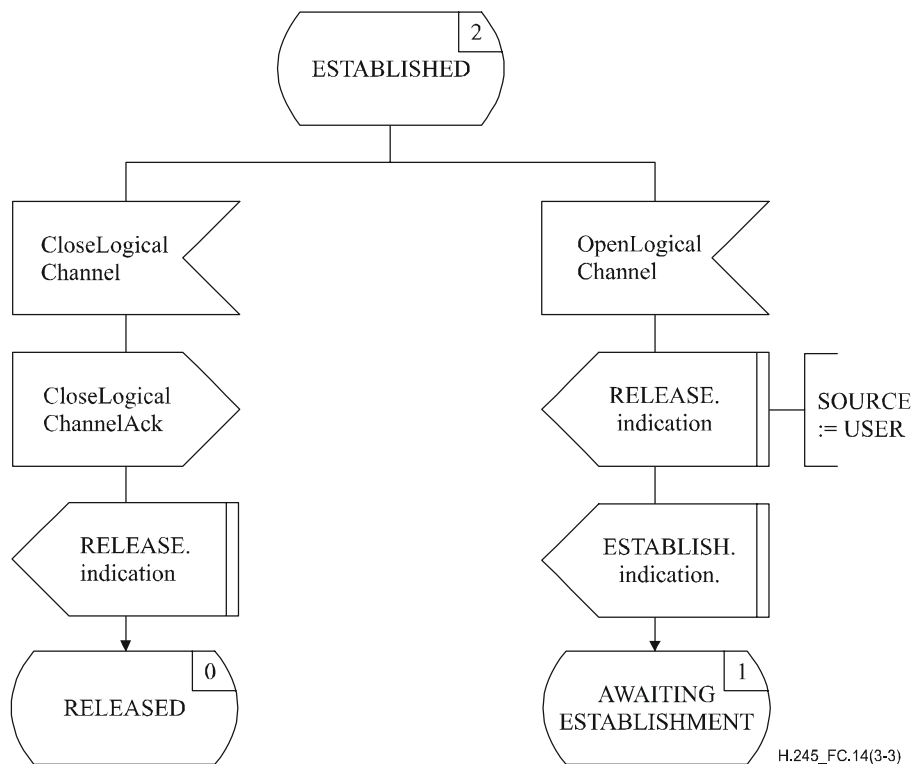 2
ESTABLISHED
CloseLogical
Channel
OpenLogical
Channel
CloseLogical
ChannelAck
RELEASE.
indication
SOURCE
:= USER
RELEASE.
indication
ESTABLISH.
indication.
0
RELEASED
1
AWAITING
ESTABLISHMENT
H.245_FC.14(3-3)